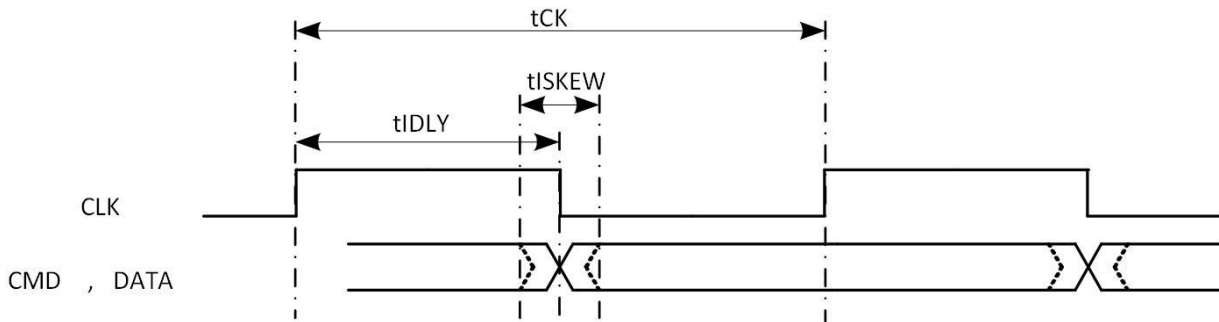 tCK
tISKEW
tIDLY
CLK
CMD , DATA